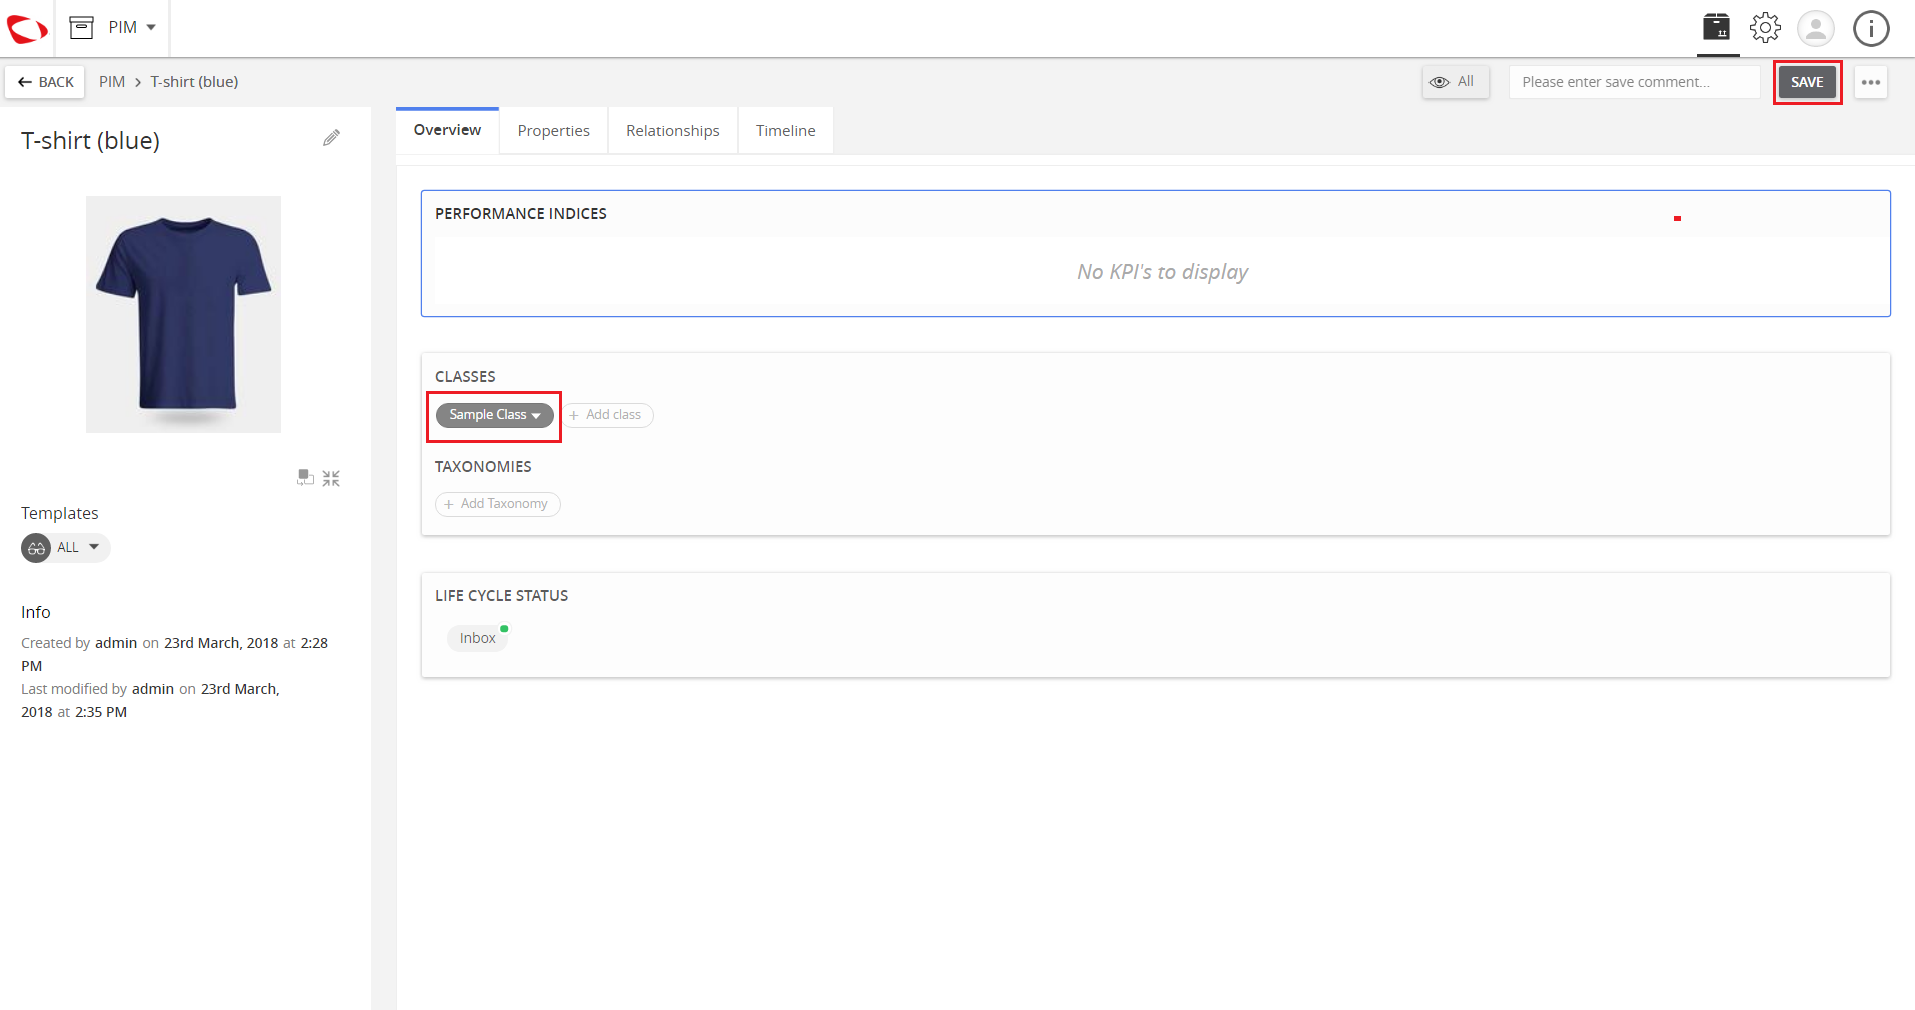 PIM
BACK
PIM > T-shirt (blue)
All
Please enter save comment...
SAVE
T-shirt (blue)
Overview
Properties
Relationships
Timeline
PERFORMANCE INDICES
No KPI's to display
CLASSES
Sample Class
+ Add class
TAXONOMIES
+ Add Taxonomy
Templates
ALL
LIFE CYCLE STATUS
Inbox
Info
Created by admin on 23rd March, 2018 at 2:28
PM
Last modified by admin on 23rd March,
2018 at 2:35 PM